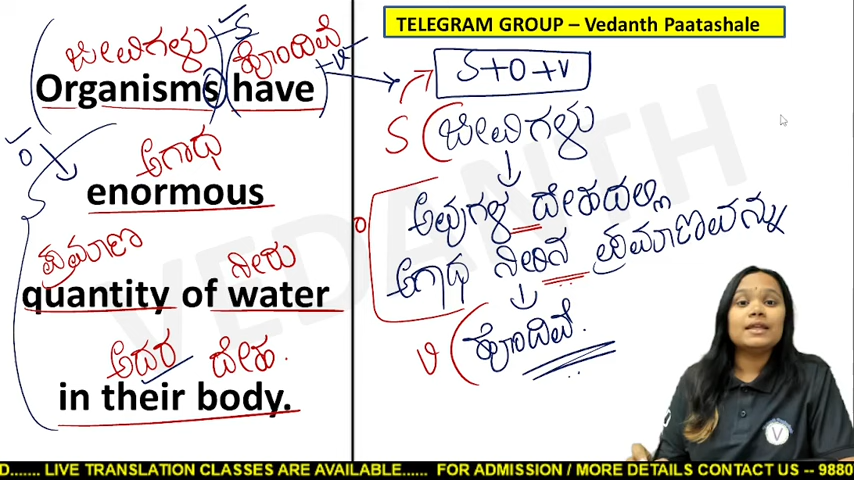 TELEGRAM GROUP – Vedanth Paatashale
ಜೀವಿಗಳು S ಹೊಂದಿವೆ V
Organisms have
O ಅಗಾಧ
enormous
ಪ್ರಮಾಣ ನೀರು
quantity of water
ಅದರ ದೇಹ.
in their body.
S+O+V
S ಜೀವಿಗಳು
ಅವುಗಳ ದೇಹದಲ್ಲಿ
O ಅಗಾಧ ನೀರಿನ ಪ್ರಮಾಣವನ್ನು
V ಹೊಂದಿವೆ.
VEDANTH
V
D....... LIVE TRANSLATION CLASSES ARE AVAILABLE.... FOR ADMISSION / MORE DETAILS CONTACT US -- 9880